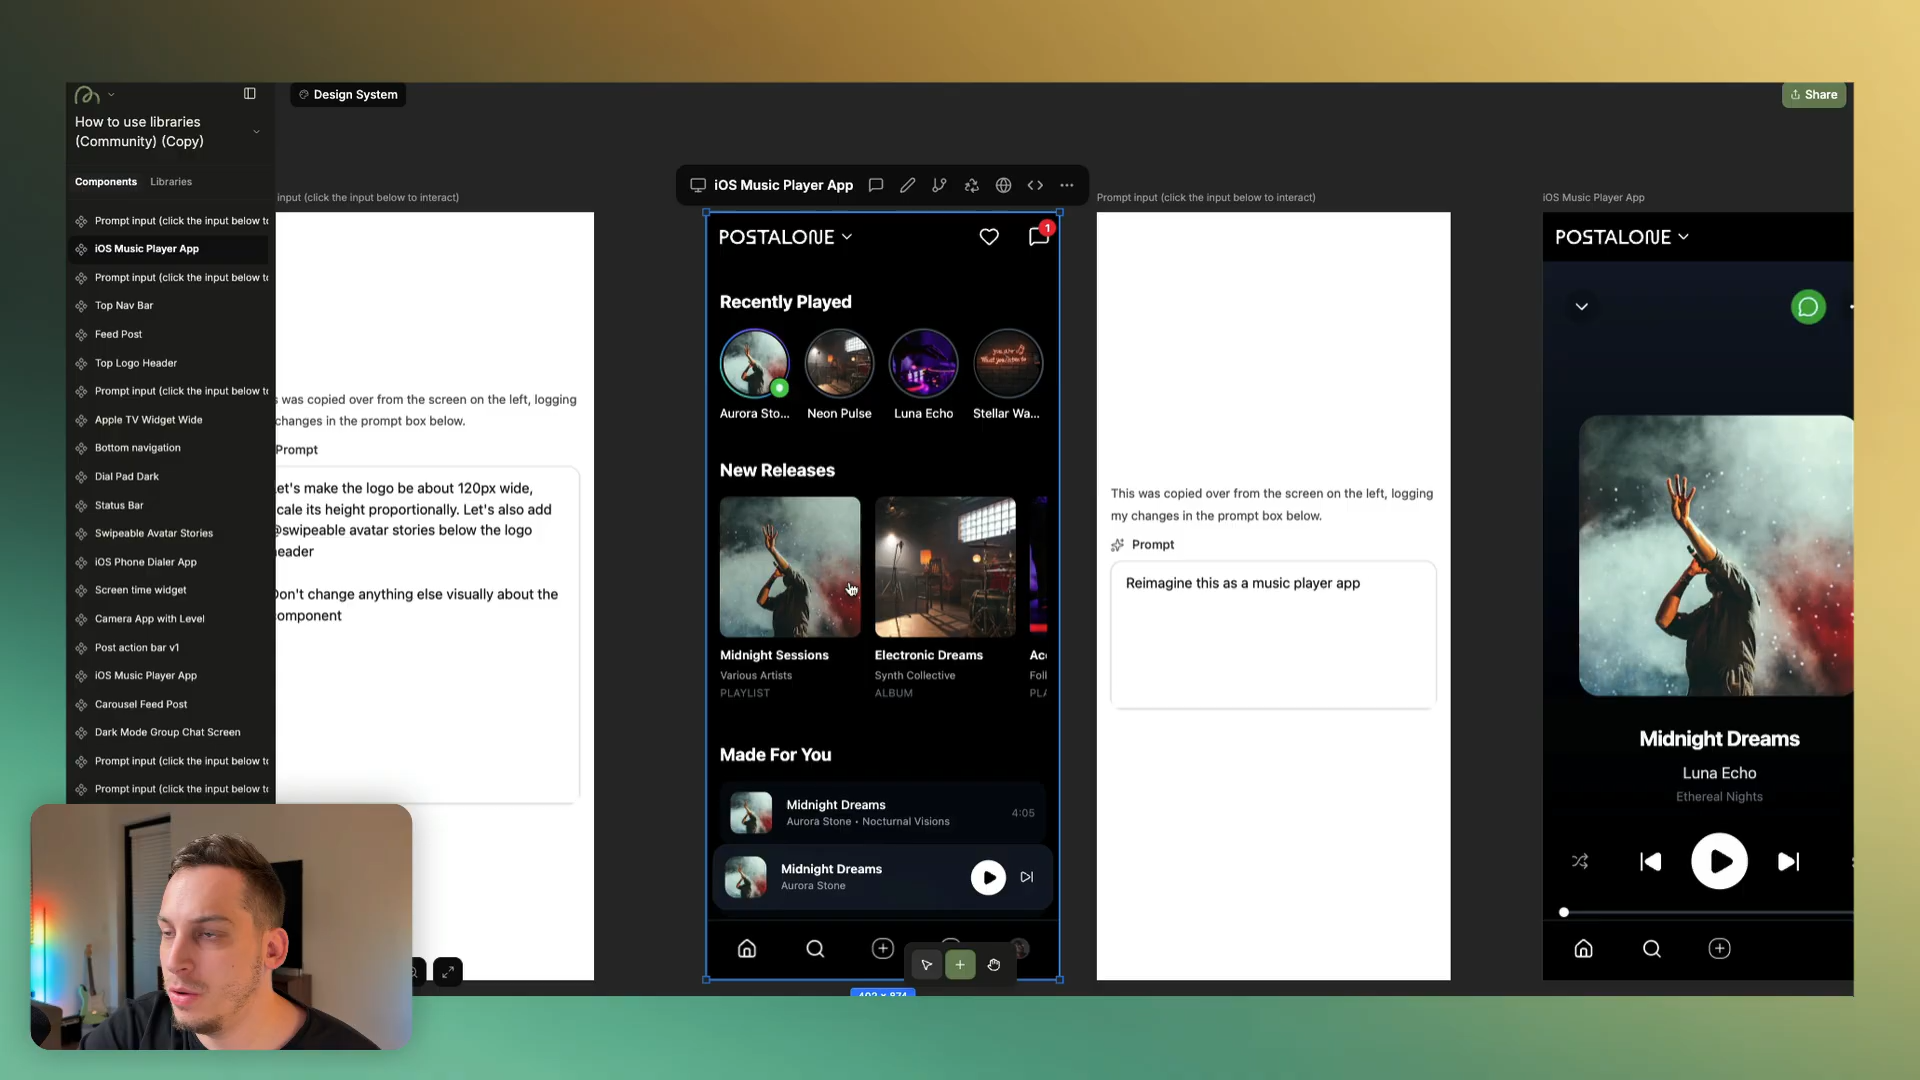 Design System
Share
How to use libraries
(Community) (Copy)
Components Libraries
Prompt input (click the input below to
iOS Music Player App
Prompt input (click the input below to
Top Nav Bar
Feed Post
Top Logo Header
Prompt input (click the input below to
Apple TV Widget Wide
Bottom navigation
Dial Pad Dark
Status Bar
Swipeable Avatar Stories
iOS Phone Dialer App
Screen time widget
Camera App with Level
Post action bar v1
iOS Music Player App
Carousel Feed Post
Dark Mode Group Chat Screen
Prompt input (click the input below to
Prompt input (click the input below to
input (click the input below to interact)
was copied over from the screen on the left, logging
changes in the prompt box below.
Prompt
Let's make the logo be about 120px wide,
scale its height proportionally. Let's also add
@swipeable avatar stories below the logo
header
Don't change anything else visually about the
component
iOS Music Player App
POSTALONE
1
Recently Played
Aurora Sto...
Neon Pulse
Luna Echo
Stellar Wa...
New Releases
Midnight Sessions
Various Artists
PLAYLIST
Electronic Dreams
Synth Collective
ALBUM
Made For You
Midnight Dreams
Aurora Stone • Nocturnal Visions
4:05
Midnight Dreams
Aurora Stone
Prompt input (click the input below to interact)
This was copied over from the screen on the left, logging
my changes in the prompt box below.
Prompt
Reimagine this as a music player app
iOS Music Player App
POSTALONE
Midnight Dreams
Luna Echo
Ethereal Nights